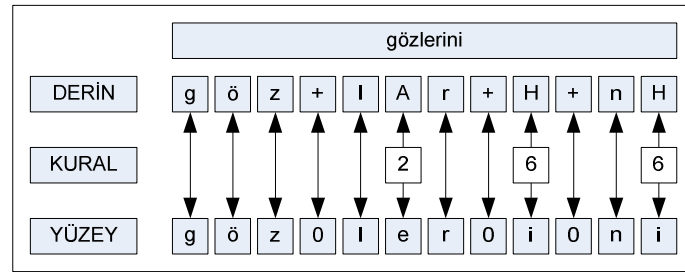 gözlerini
DERİN g ö z + l A r + H + n H
KURAL 2 6 6
YÜZEY g ö z 0 l e r 0 i 0 n i